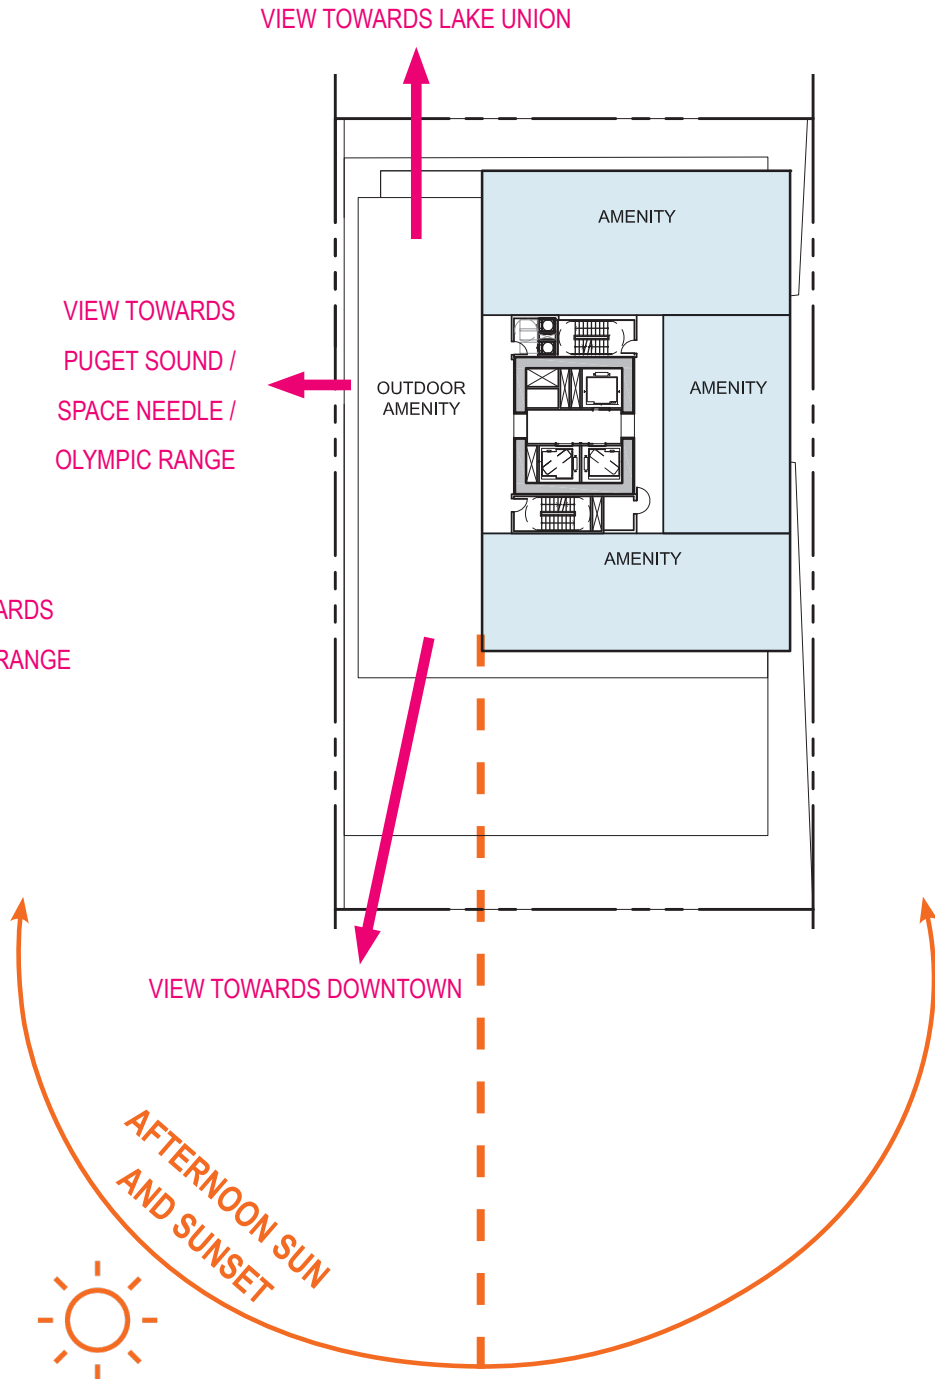 VIEW TOWARDS LAKE UNION
AMENITY
VIEW TOWARDS
PUGET SOUND /
SPACE NEEDLE /
OLYMPIC RANGE
OUTDOOR
AMENITY
AMENITY
AMENITY
ARDS
RANGE
VIEW TOWARDS DOWNTOWN
AFTERNOON SUN
AND SUNSET